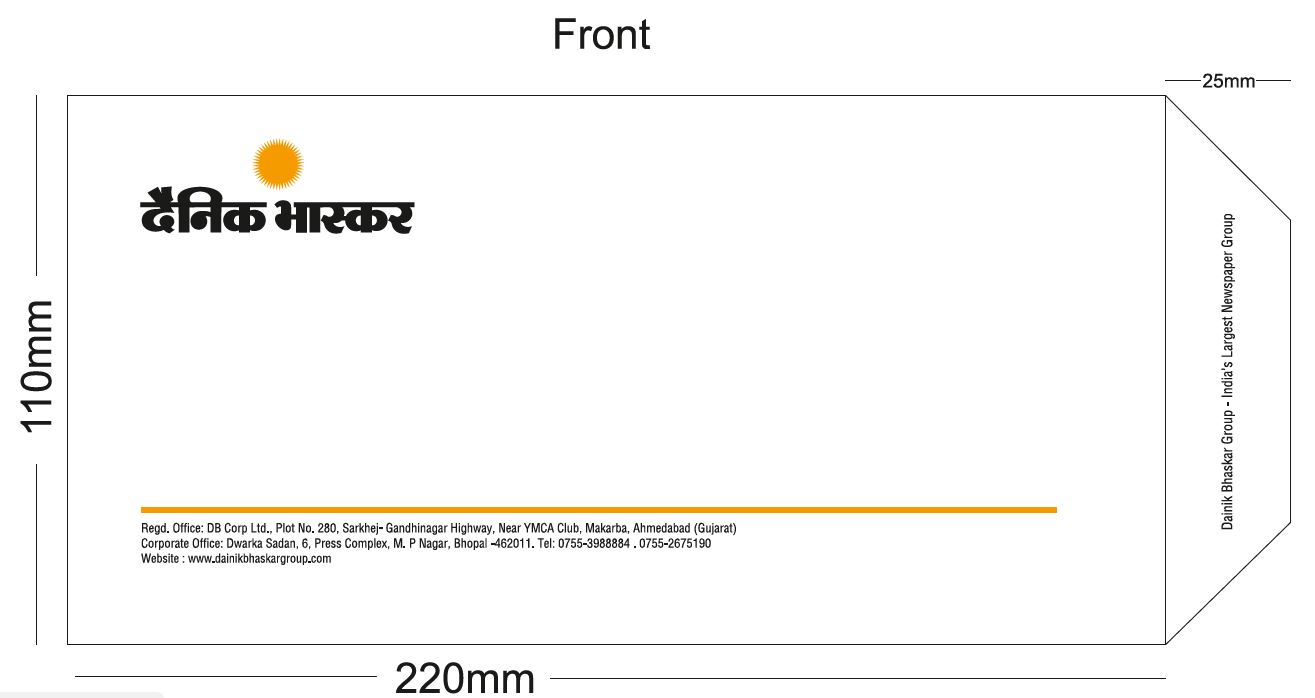 Front
25mm
दैनिक भास्कर
110mm
Dainik Bhaskar Group - India's Largest Newspaper Group
Regd. Office: DB Corp Ltd., Plot No. 280, Sarkhej- Gandhinagar Highway, Near YMCA Club, Makarba, Ahmedabad (Gujarat)
Corporate Office: Dwarka Sadan, 6, Press Complex, M. P Nagar, Bhopal -462011. Tel: 0755-3988884 . 0755-2675190
Website : www.dainikbhaskargroup.com
220mm